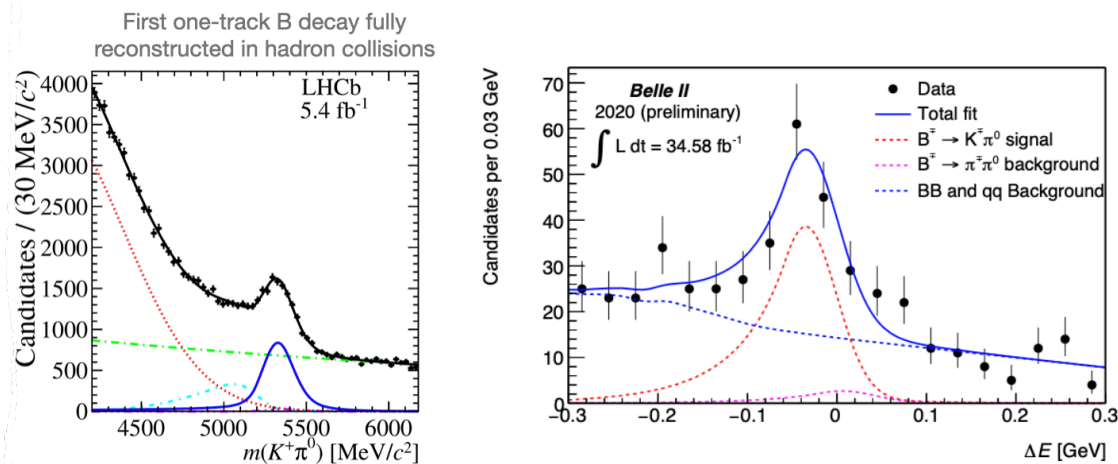 First one-track B decay fully
reconstructed in hadron collisions
Candidates / (30 MeV/c²)
4000
3500
3000
2500
2000
1500
1000
500
0
LHCb
5.4 fb⁻¹
4500 5000 5500 6000
m(K⁺π⁰) [MeV/c²]
Candidates per 0.03 GeV
70
60
50
40
30
20
10
0
Belle II
2020 (preliminary)
∫ L dt = 34.58 fb⁻¹
Data
Total fit
B∓ → K∓π⁰ signal
B∓ → π∓π⁰ background
BB and qq Background
−0.3 −0.2 −0.1 0 0.1 0.2 0.3
ΔE [GeV]